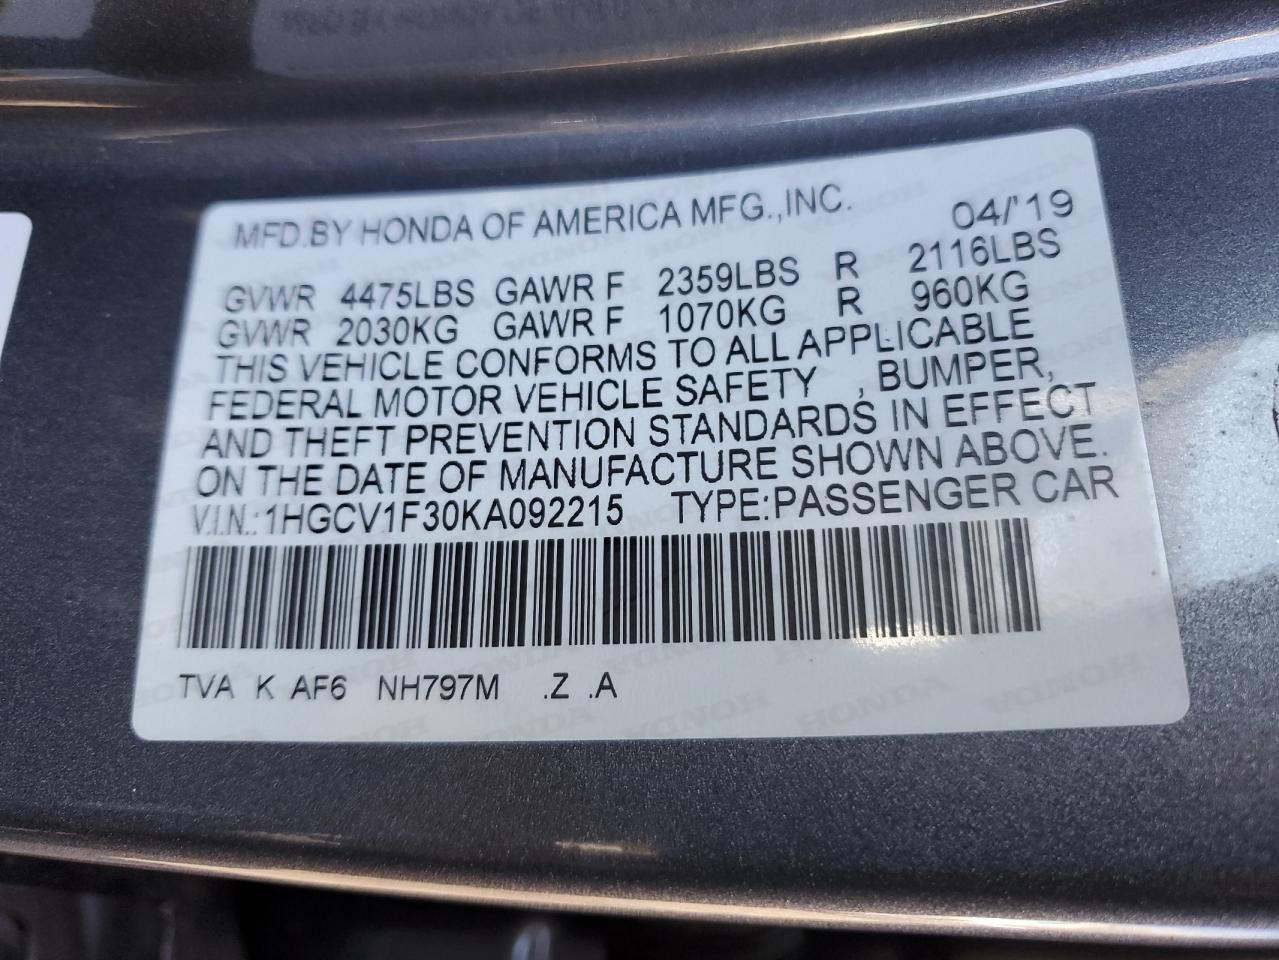 MFD.BY HONDA OF AMERICA MFG.,INC. 04/'19
GVWR 4475LBS GAWR F 2359LBS R 2116LBS
GVWR 2030KG GAWR F 1070KG R 960KG
THIS VEHICLE CONFORMS TO ALL APPLICABLE
FEDERAL MOTOR VEHICLE SAFETY , BUMPER,
AND THEFT PREVENTION STANDARDS IN EFFECT
ON THE DATE OF MANUFACTURE SHOWN ABOVE.
V.I.N.: 1HGCV1F30KA092215 TYPE:PASSENGER CAR
TVA K AF6 NH797M .Z .A